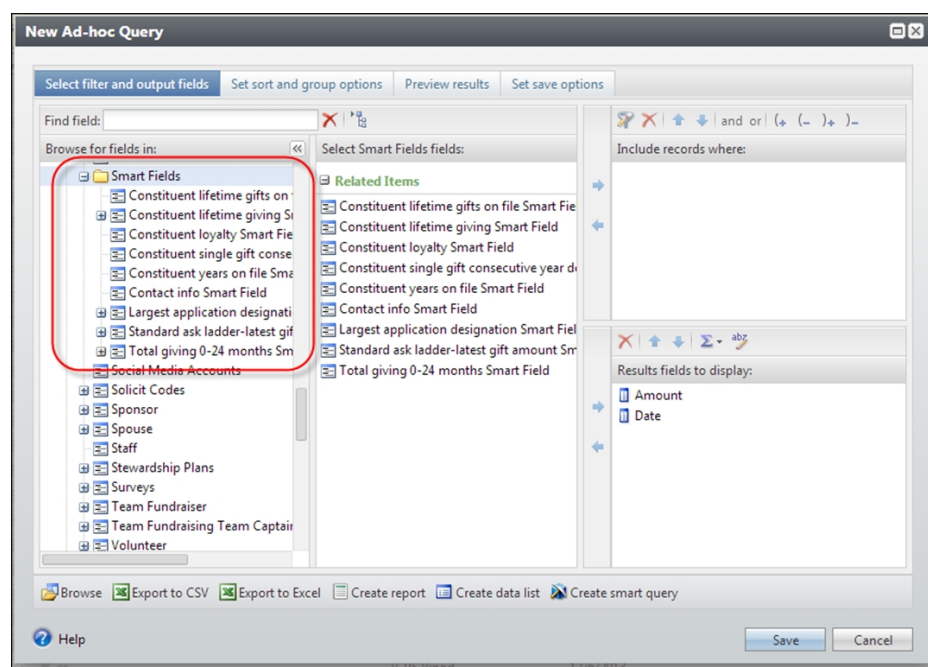 New Ad-hoc Query
Select filter and output fields
Set sort and group options
Preview results
Set save options
Find field:
and or (+ (- )+ )-
Browse for fields in:
Smart Fields
Constituent lifetime gifts on
Constituent lifetime giving
Constituent loyalty Smart Fie
Constituent single gift conse
Constituent years on file Sma
Contact info Smart Field
Largest application designati
Standard ask ladder-latest gif
Total giving 0-24 months Sm
Social Media Accounts
Solicit Codes
Sponsor
Spouse
Staff
Stewardship Plans
Surveys
Team Fundraiser
Team Fundraising Team Captain
Volunteer
Select Smart Fields fields:
Related Items
Constituent lifetime gifts on file Smart Fie
Constituent lifetime giving Smart Field
Constituent loyalty Smart Field
Constituent single gift consecutive year d
Constituent years on file Smart Field
Contact info Smart Field
Largest application designation Smart Fiel
Standard ask ladder-latest gift amount Sm
Total giving 0-24 months Smart Field
Include records where:
Results fields to display:
Amount
Date
Browse
Export to CSV
Export to Excel
Create report
Create data list
Create smart query
Help
Save
Cancel